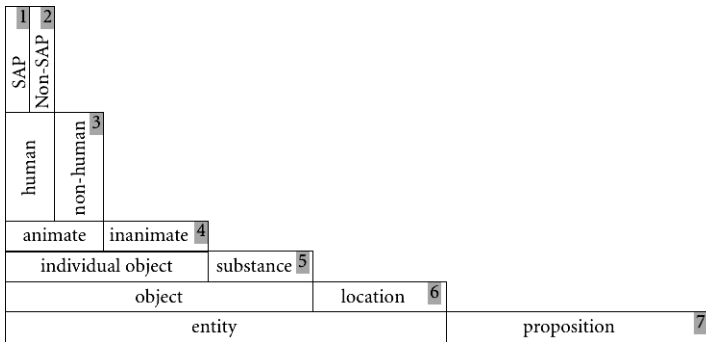 1 2
SAP Non-SAP
3
human non-human
animate inanimate 4
individual object substance 5
object location 6
entity proposition 7